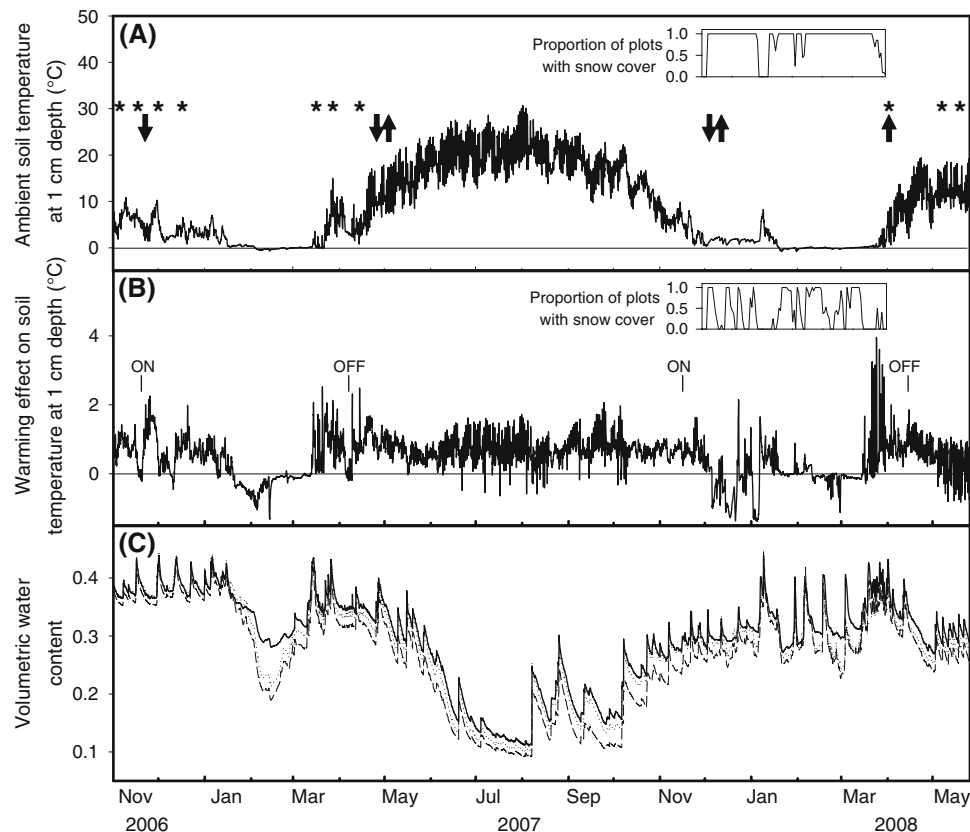 (A)
Ambient soil temperature
at 1 cm depth (°C)
50
40
30
20
10
0
Proportion of plots
with snow cover
1.0
0.5
0.0
* * * * * * * * * *
(B)
Warming effect on soil
temperature at 1 cm depth (°C)
4
2
0
Proportion of plots
with snow cover
1.0
0.5
0.0
ON
OFF
ON
OFF
(C)
Volumetric water
content
0.4
0.3
0.2
0.1
Nov Jan Mar May Jul Sep Nov Jan Mar May
2006 2007 2008